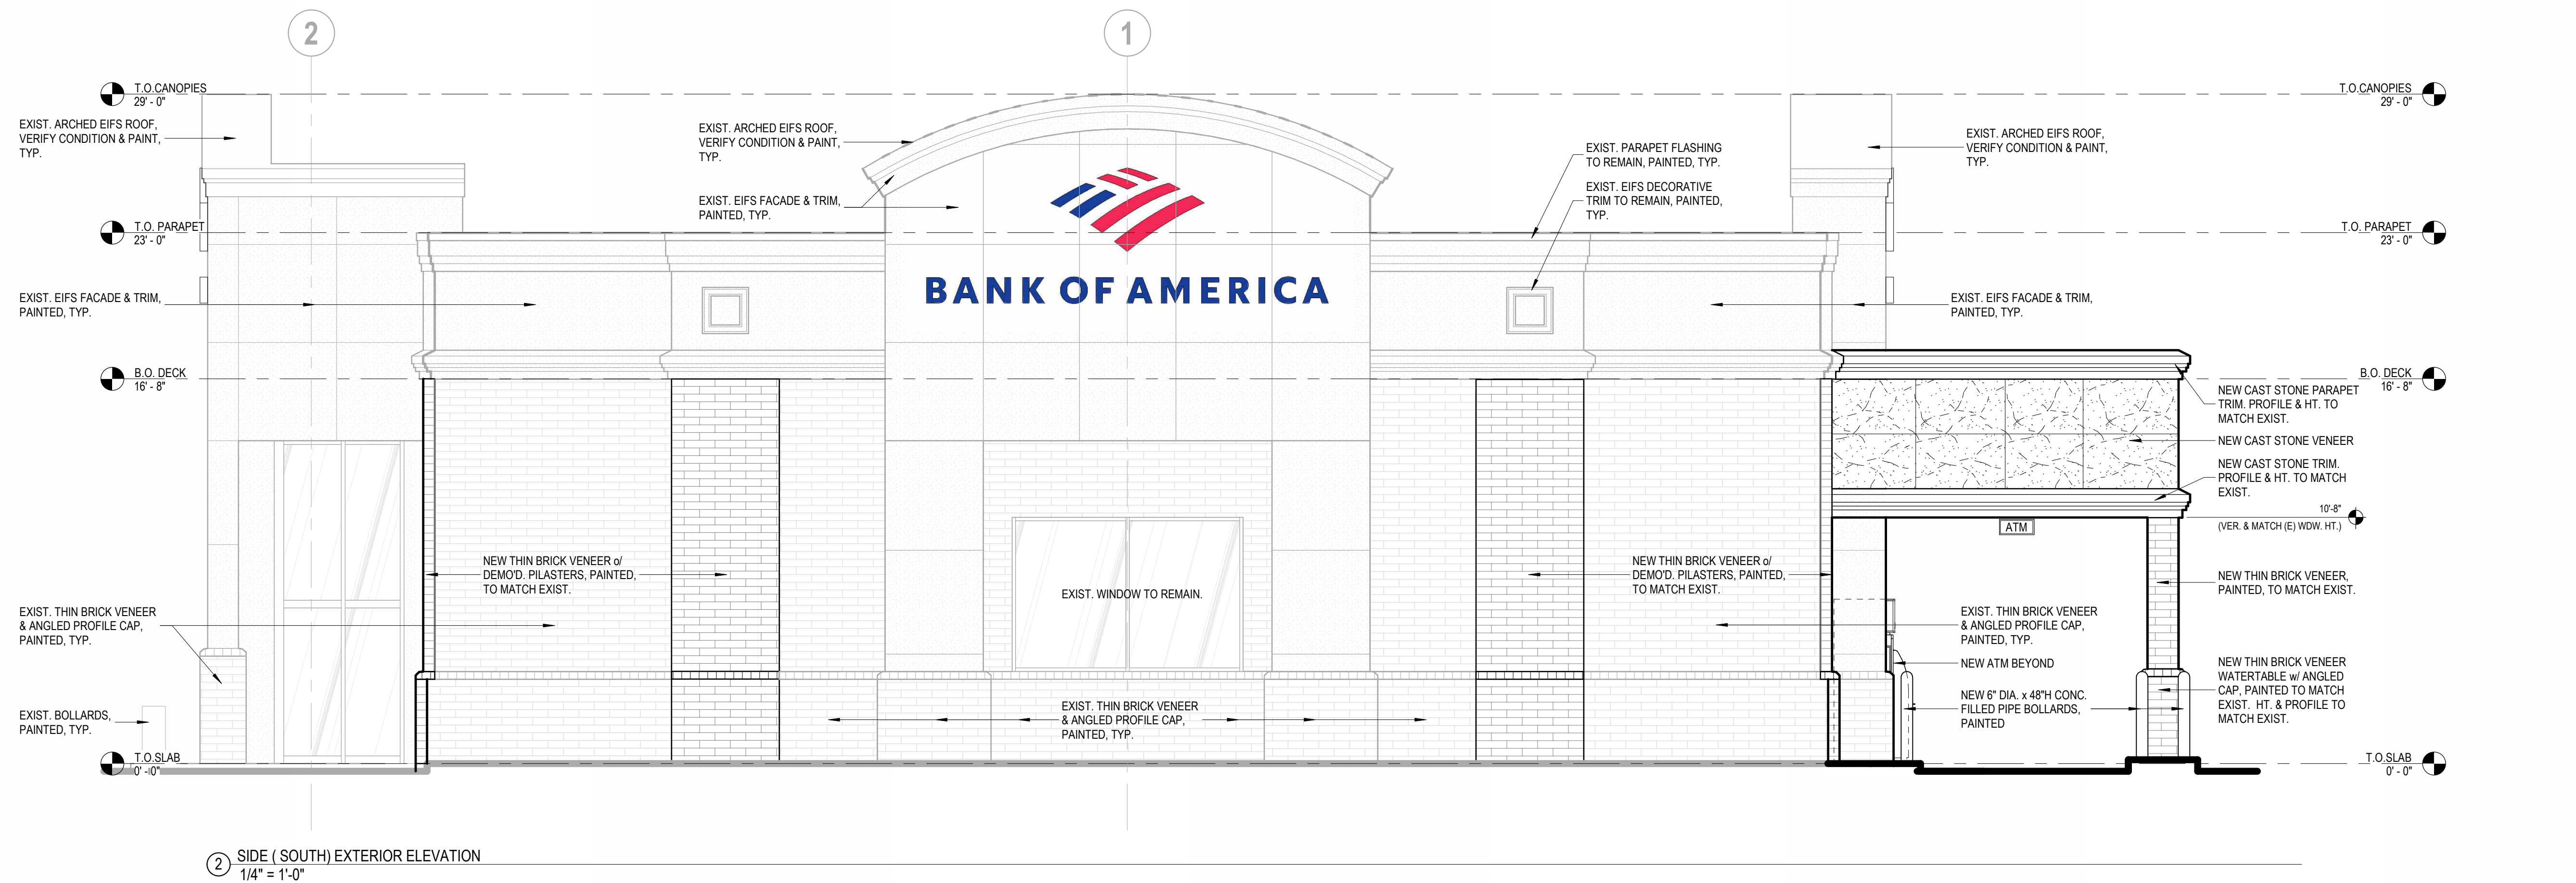 2
1
T.O.CANOPIES
29' - 0"
T.O.CANOPIES
29' - 0"
EXIST. ARCHED EIFS ROOF,
VERIFY CONDITION & PAINT,
TYP.
EXIST. ARCHED EIFS ROOF,
VERIFY CONDITION & PAINT,
TYP.
EXIST. PARAPET FLASHING
TO REMAIN, PAINTED, TYP.
EXIST. ARCHED EIFS ROOF,
VERIFY CONDITION & PAINT,
TYP.
EXIST. EIFS FACADE & TRIM,
PAINTED, TYP.
EXIST. EIFS DECORATIVE
TRIM TO REMAIN, PAINTED,
TYP.
T.O. PARAPET
23' - 0"
T.O. PARAPET
23' - 0"
BANK OF AMERICA
EXIST. EIFS FACADE & TRIM,
PAINTED, TYP.
EXIST. EIFS FACADE & TRIM,
PAINTED, TYP.
B.O. DECK
16' - 8"
B.O. DECK
16' - 8"
NEW CAST STONE PARAPET
TRIM. PROFILE & HT. TO
MATCH EXIST.
NEW CAST STONE VENEER
NEW CAST STONE TRIM.
PROFILE & HT. TO MATCH
EXIST.
10'-8"
(VER. & MATCH (E) WDW. HT.)
ATM
NEW THIN BRICK VENEER o/
DEMO'D. PILASTERS, PAINTED,
TO MATCH EXIST.
EXIST. WINDOW TO REMAIN.
NEW THIN BRICK VENEER o/
DEMO'D. PILASTERS, PAINTED,
TO MATCH EXIST.
NEW THIN BRICK VENEER,
PAINTED, TO MATCH EXIST.
EXIST. THIN BRICK VENEER
& ANGLED PROFILE CAP,
PAINTED, TYP.
EXIST. THIN BRICK VENEER
& ANGLED PROFILE CAP,
PAINTED, TYP.
NEW ATM BEYOND
NEW THIN BRICK VENEER
WATERTABLE w/ ANGLED
CAP, PAINTED TO MATCH
EXIST. HT. & PROFILE TO
MATCH EXIST.
NEW 6" DIA. x 48"H CONC.
FILLED PIPE BOLLARDS,
PAINTED
EXIST. THIN BRICK VENEER
& ANGLED PROFILE CAP,
PAINTED, TYP.
EXIST. BOLLARDS,
PAINTED, TYP.
T.O.SLAB
0' - 0"
T.O.SLAB
0' - 0"
2
SIDE ( SOUTH) EXTERIOR ELEVATION
1/4" = 1'-0"